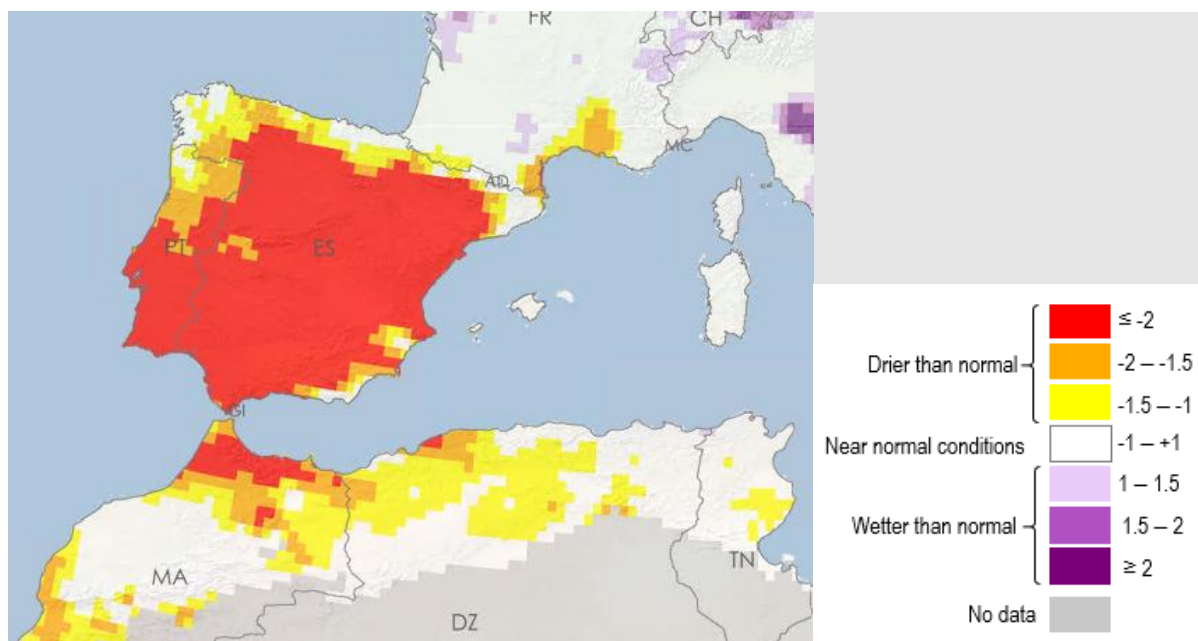 FR
CH
MC
AD
PT
ES
GI
MA
DZ
TN
Drier than normal
≤ -2
-2 – -1.5
-1.5 – -1
Near normal conditions
-1 – +1
Wetter than normal
1 – 1.5
1.5 – 2
≥ 2
No data